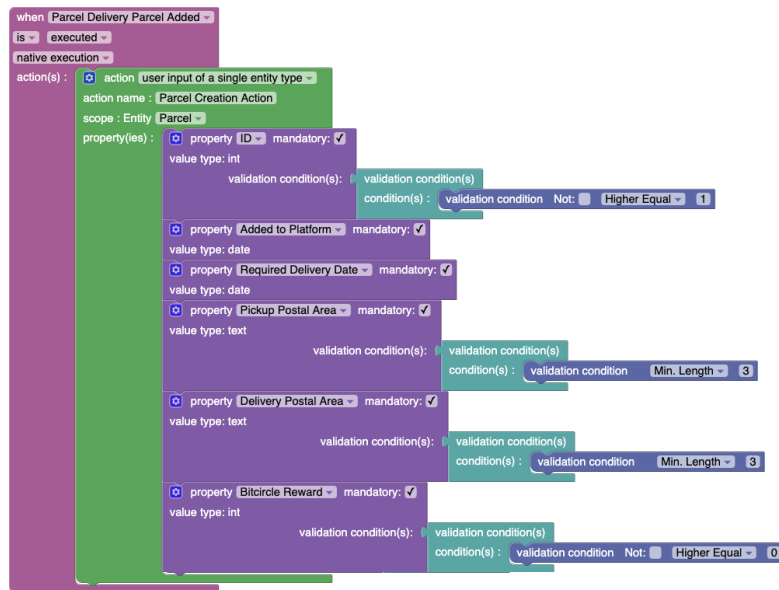 when Parcel Delivery Parcel Added
is executed
native execution
action(s) : action user input of a single entity type
action name : Parcel Creation Action
scope : Entity Parcel
property(ies) : property ID mandatory: ✓
value type: int
validation condition(s): validation condition(s)
condition(s) : validation condition Not: Higher Equal 1
property Added to Platform mandatory: ✓
value type: date
property Required Delivery Date mandatory: ✓
value type: date
property Pickup Postal Area mandatory: ✓
value type: text
validation condition(s): validation condition(s)
condition(s) : validation condition Min. Length 3
property Delivery Postal Area mandatory: ✓
value type: text
validation condition(s): validation condition(s)
condition(s) : validation condition Min. Length 3
property Bitcircle Reward mandatory: ✓
value type: int
validation condition(s): validation condition(s)
condition(s) : validation condition Not: Higher Equal 0